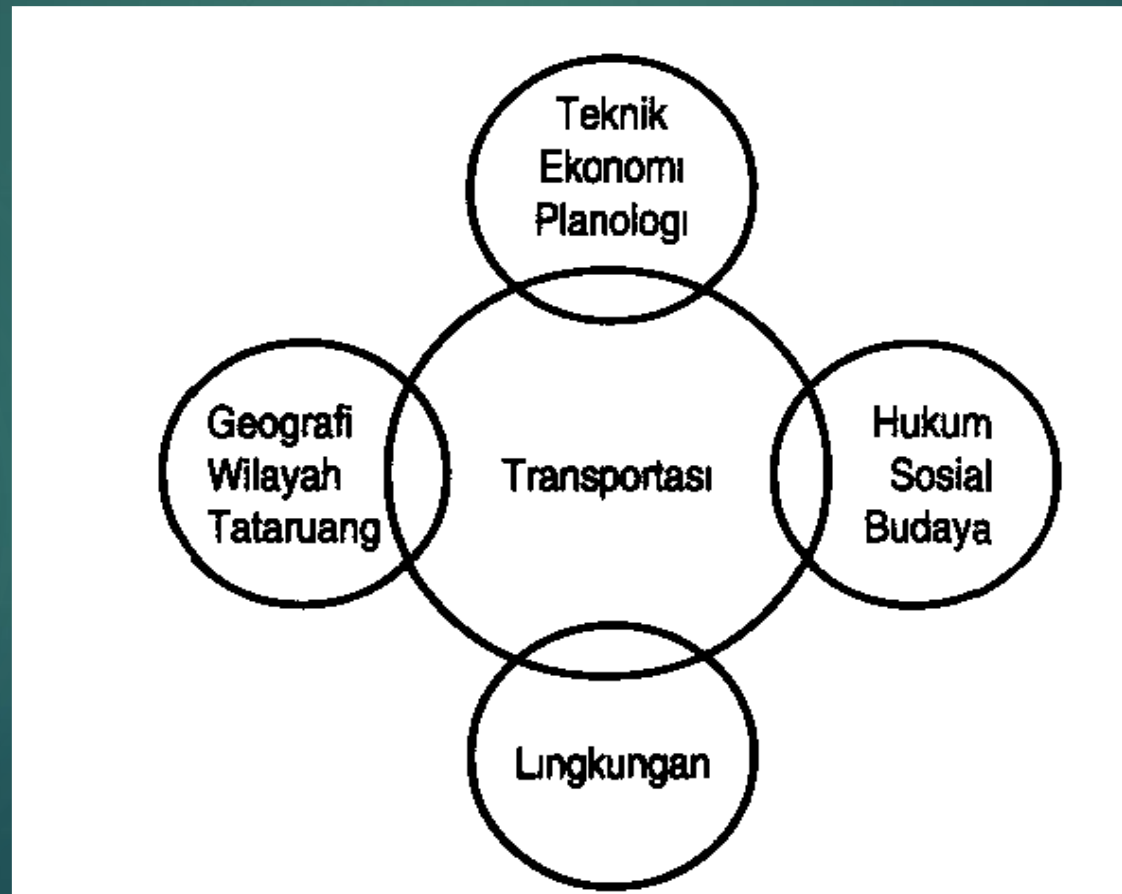 Teknik
Ekonomi
Planologi
Geografi
Wilayah
Tataruang
Transportasi
Hukum
Sosial
Budaya
Lingkungan